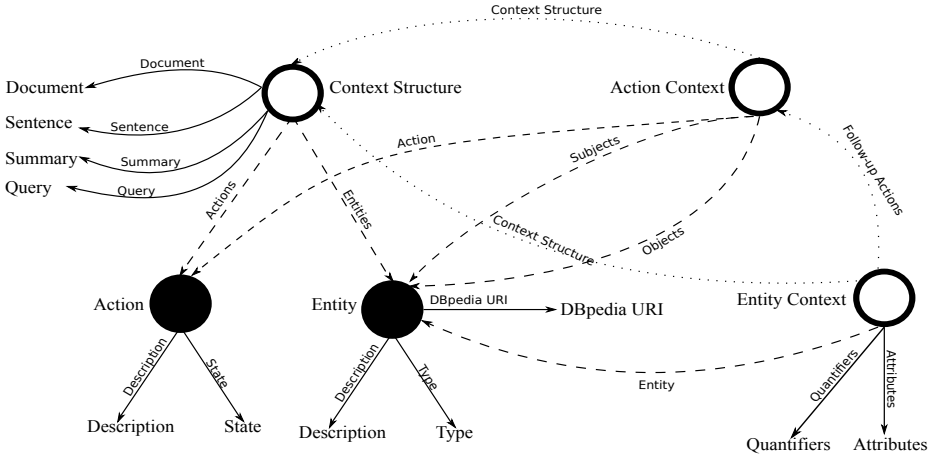 Context Structure
Document
Document
Context Structure
Action Context
Sentence
Sentence
Action
Follow-up Actions
Summary
Summary
Subjects
Query
Query
Actions
Entities
Context Structure
Objects
Action
Entity
DBpedia URI
DBpedia URI
Entity Context
Description
State
Description
Type
Entity
Quantifiers
Attributes
Description
State
Description
Type
Quantifiers
Attributes